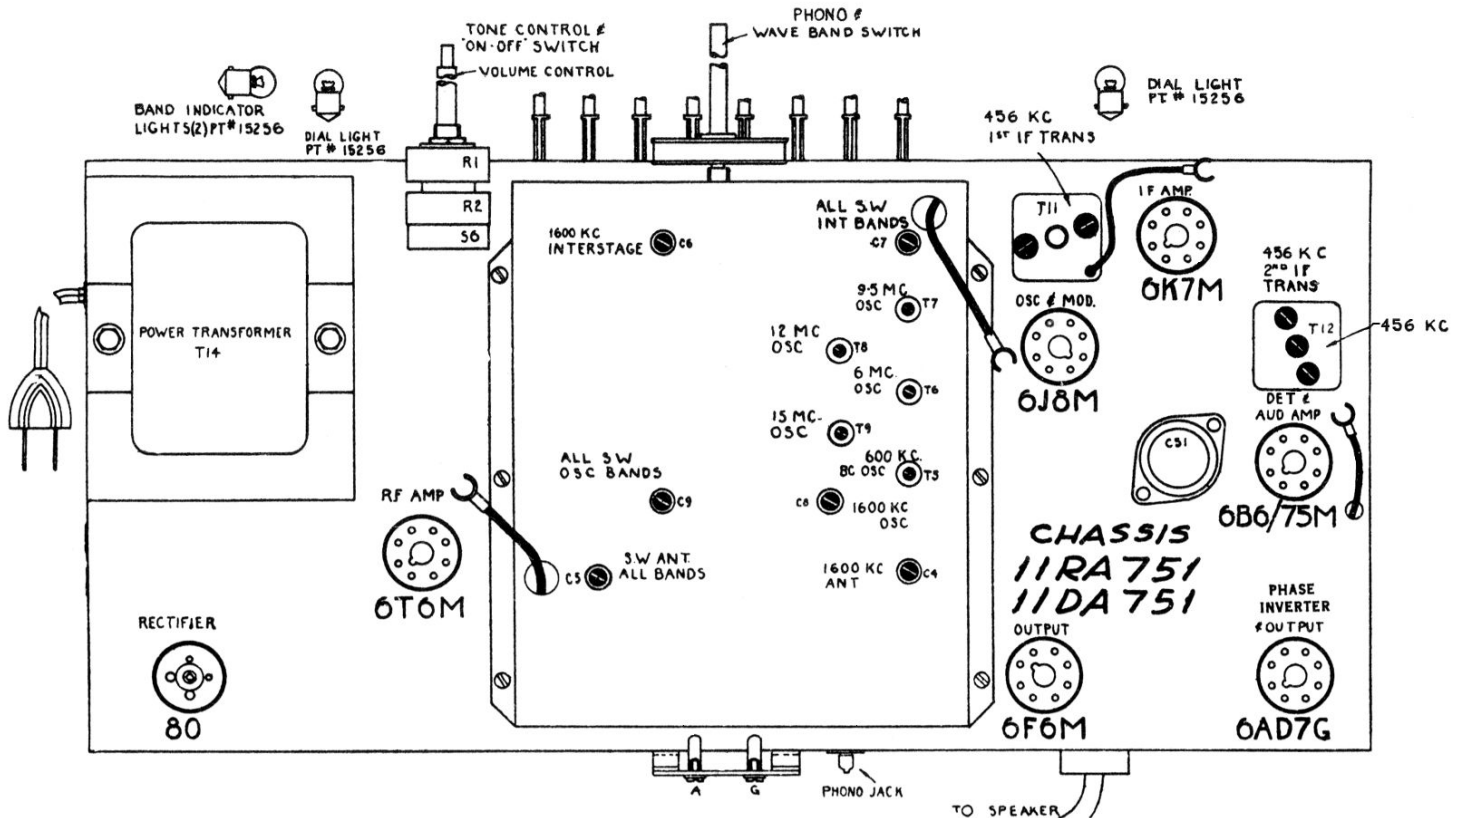 PHONO &
WAVE BAND SWITCH
TONE CONTROL &
"ON-OFF" SWITCH
VOLUME CONTROL
BAND INDICATOR
LIGHTS(2)PT#15256
DIAL LIGHT
PT # 15256
DIAL LIGHT
PT # 15256
456 KC
1ST IF TRANS
R1
R2
S6
1600 KC
INTERSTAGE
C6
ALL S.W
INT BANDS
C7
T11
IF AMP.
6K7M
456 KC
2ND IF
TRANS
T12
456 KC
9.5 MC
OSC
T7
OSC & MOD.
6J8M
12 MC
OSC
T8
6 MC.
OSC
T6
POWER TRANSFORMER
T14
15 MC-
OSC
T9
DET &
AUD AMP
6B6/75M
C51
600 KC.
BC OSC
T5
ALL SW
OSC BANDS
C9
C8
1600 KC
OSC
RF AMP
6T6M
S.W ANT.
ALL BANDS
C5
1600 KC
ANT
C4
CHASSIS
11RA751
11DA751
RECTIFIER
80
OUTPUT
6F6M
PHASE
INVERTER
& OUTPUT
6AD7G
A
G
PHONO JACK
TO SPEAKER